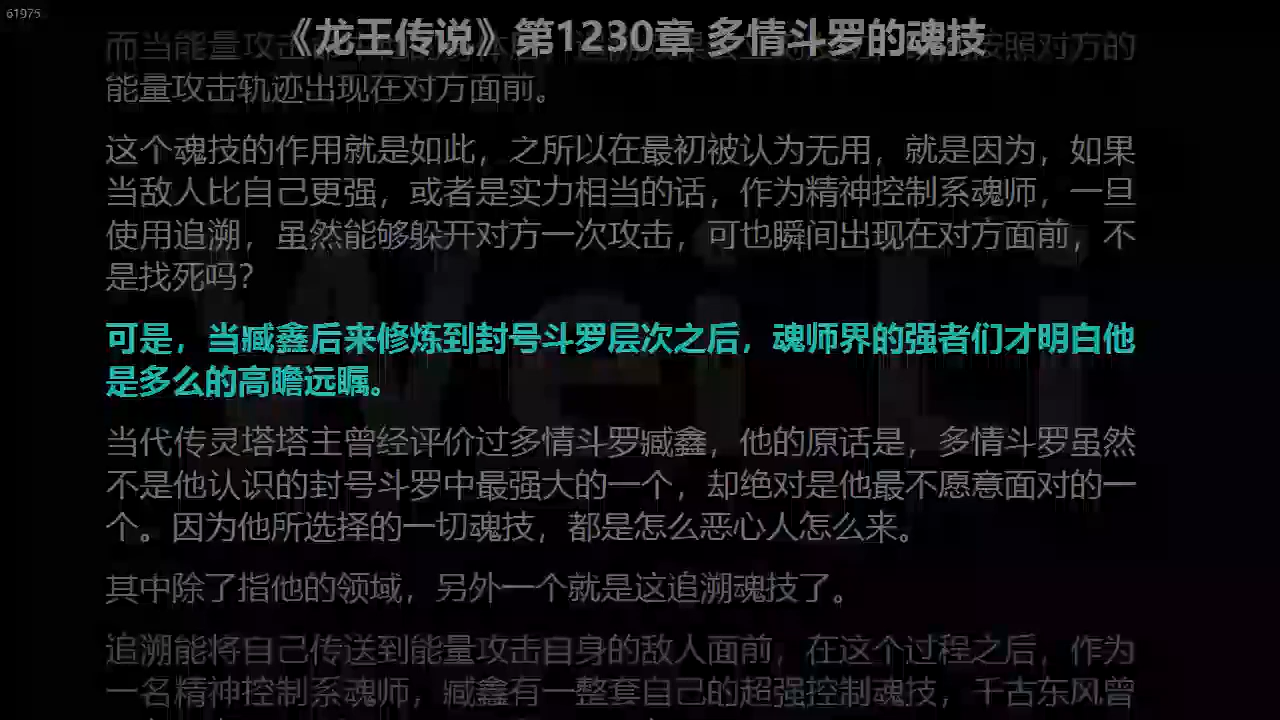 61975
《龙王传说》第1230章 多情斗罗的魂技
而当能量攻击
按照对方的
能量攻击轨迹出现在对方面前。
这个魂技的作用就是如此，之所以在最初被认为无用，就是因为，如果
当敌人比自己更强，或者是实力相当的话，作为精神控制系魂师，一旦
使用追溯，虽然能够躲开对方一次攻击，可也瞬间出现在对方面前，不
是找死吗？
可是，当臧鑫后来修炼到封号斗罗层次之后，魂师界的强者们才明白他
是多么的高瞻远瞩。
当代传灵塔塔主曾经评价过多情斗罗臧鑫，他的原话是，多情斗罗虽然
不是他认识的封号斗罗中最强大的一个，却绝对是他最不愿意面对的一
个。因为他所选择的一切魂技，都是怎么恶心人怎么来。
其中除了指他的领域，另外一个就是这追溯魂技了。
追溯能将自己传送到能量攻击自身的敌人面前，在这个过程之后，作为
一名精神控制系魂师，臧鑫有一整套自己的超强控制魂技，千古东风曾
Wei Li